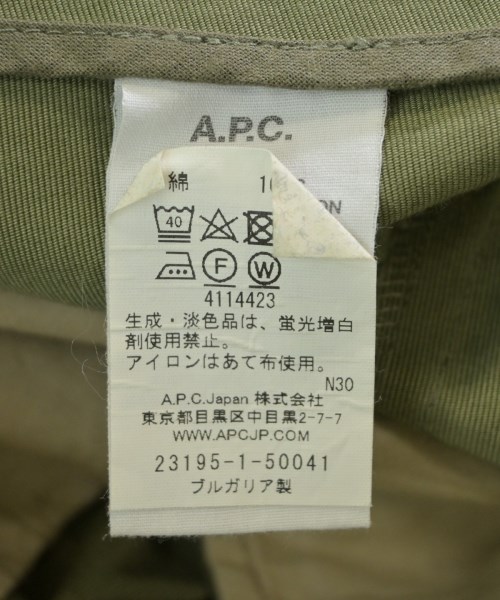 A.P.C.
綿 10
ON
40
F W
4114423
生成・淡色品は、蛍光増白
剤使用禁止。
アイロンはあて布使用。
N30
A.P.C.Japan 株式会社
東京都目黒区中目黒2-7-7
WWW.APCJP.COM
23195-1-50041
ブルガリア製